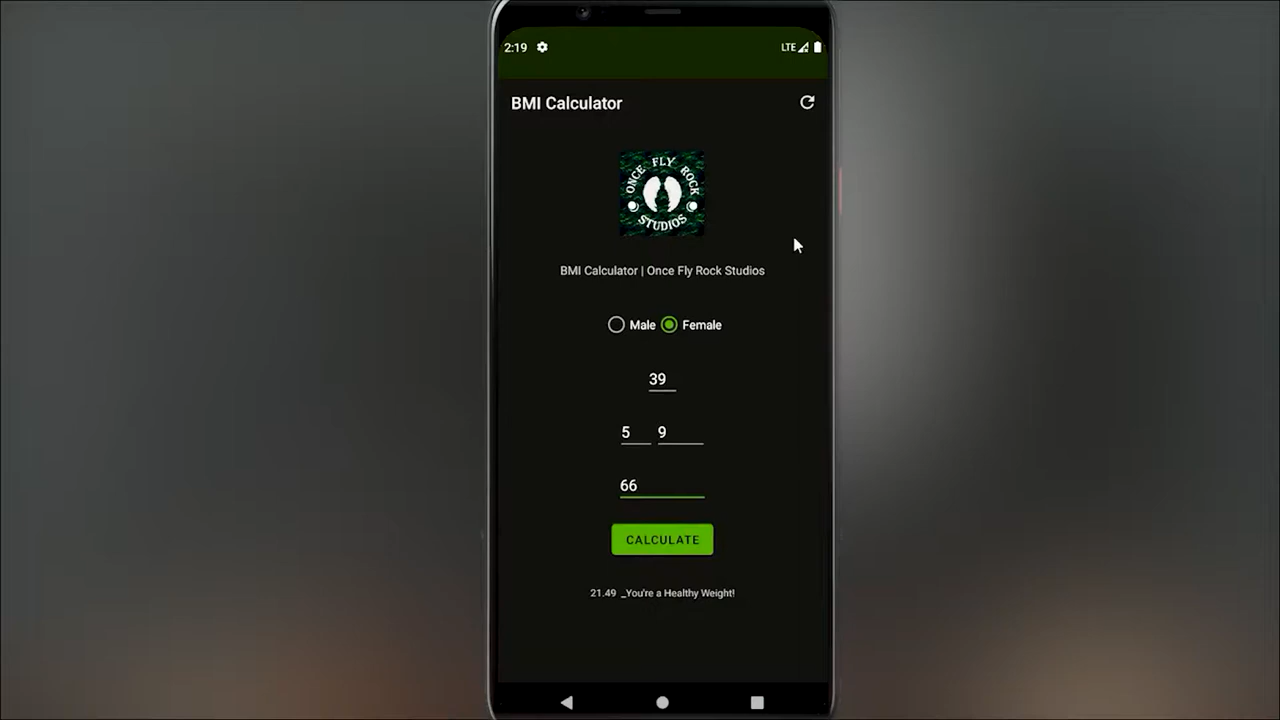 2:19 LTE
BMI Calculator
ONCE FLY ROCK
STUDIOS
BMI Calculator | Once Fly Rock Studios
Male Female
39
5 9
66
CALCULATE
21.49 _You're a Healthy Weight!